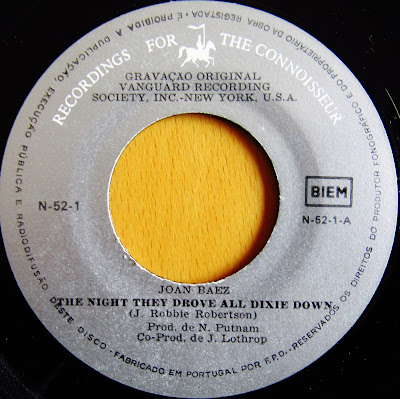 RECORDINGS FOR THE CONNOISSEUR
GRAVAÇÃO ORIGINAL
VANGUARD RECORDING
SOCIETY, INC.-NEW YORK, U.S.A.
BIEM
N-52-1
N-52-1-A
JOAN BAEZ
THE NIGHT THEY DROVE ALL DIXIE DOWN
(J. Robbie Robertson)
Prod. de N. Putnam
Co-Prod. de J. Lothrop
FABRICADO EM PORTUGAL POR F.P.D.-RESERVADOS OS DIREITOS DO PRODUTOR FONOGRÁFICO E DO PROPRIETÁRIO DA OBRA REGISTADA - É PROIBIDA A DUPLICAÇÃO, EXECUÇÃO PÚBLICA E RADIODIFUSÃO DESTE DISCO -